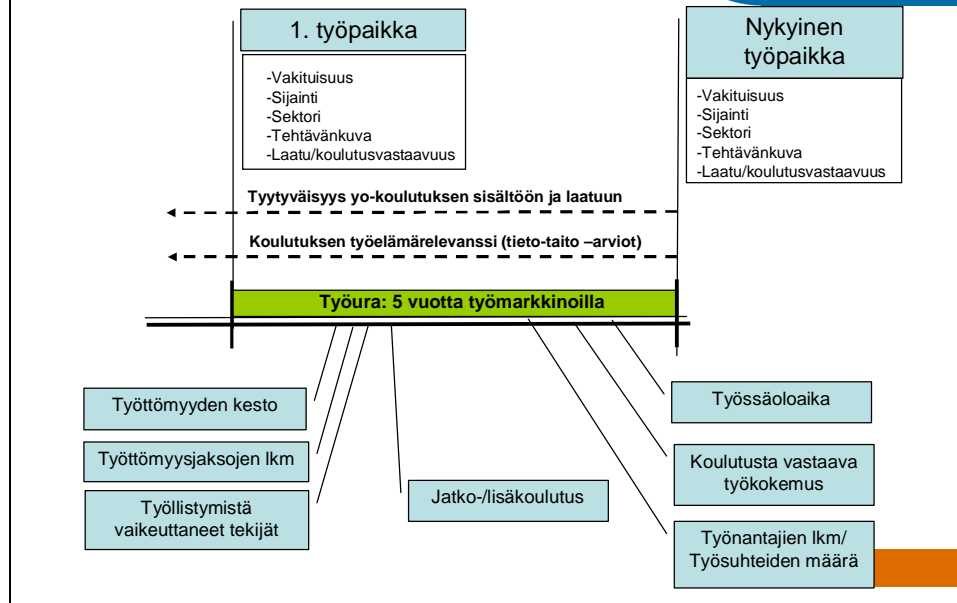 1. työpaikka
-Vakituisuus
-Sijainti
-Sektori
-Tehtävänkuva
-Laatu/koulutusvastaavuus
Nykyinen
työpaikka
-Vakituisuus
-Sijainti
-Sektori
-Tehtävänkuva
-Laatu/koulutusvastaavuus
Tyytyväisyys yo-koulutuksen sisältöön ja laatuun
Koulutuksen työelämärelevanssi (tieto-taito –arviot)
Työura: 5 vuotta työmarkkinoilla
Työttömyyden kesto
Työttömyysjaksojen lkm
Työllistymistä
vaikeuttaneet tekijät
Jatko-/lisäkoulutus
Työssäoloaika
Koulutusta vastaava
työkokemus
Työnantajien lkm/
Työsuhteiden määrä